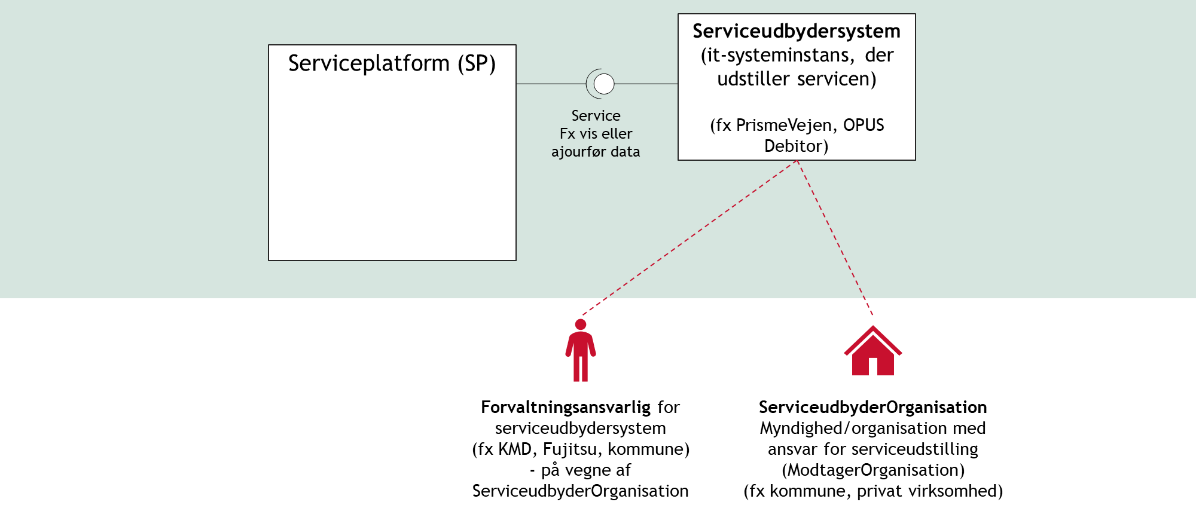 Serviceplatform (SP)
Service
Fx vis eller
ajourfør data
Serviceudbydersystem
(it-systeminstans, der
udstiller servicen)
(fx PrismeVejen, OPUS
Debitor)
Forvaltningsansvarlig for
serviceudbydersystem
(fx KMD, Fujitsu, kommune)
- på vegne af
ServiceudbyderOrganisation
ServiceudbyderOrganisation
Myndighed/organisation med
ansvar for serviceudstilling
(ModtagerOrganisation)
(fx kommune, privat virksomhed)